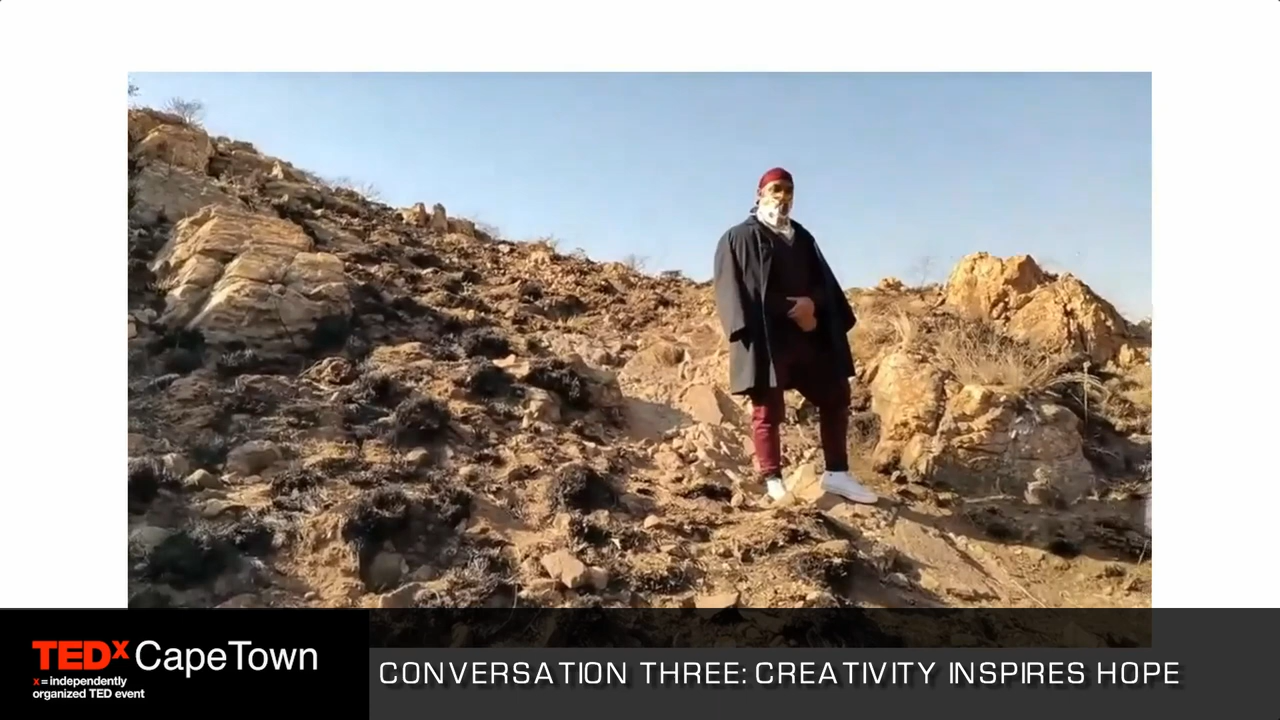 TEDx CapeTown
x = independently
organized TED event
CONVERSATION THREE: CREATIVITY INSPIRES HOPE